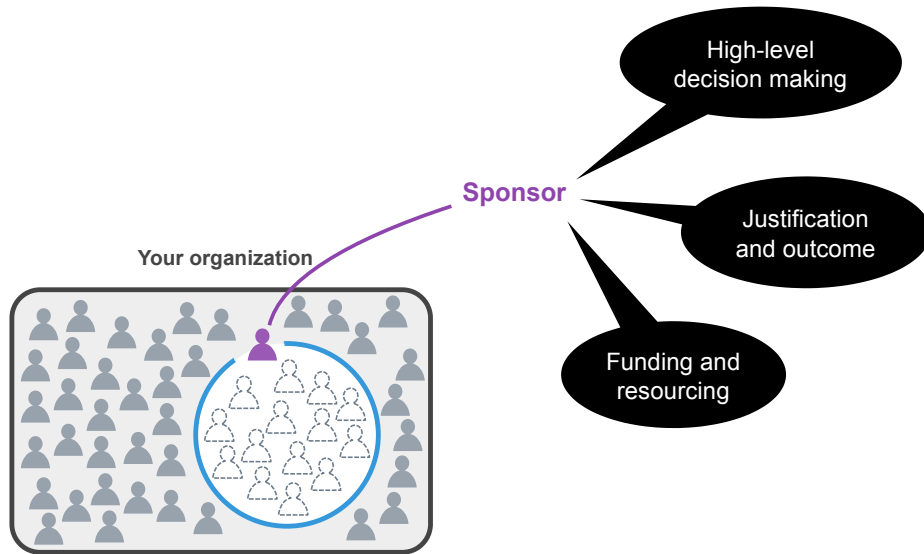 High-level
decision making
Sponsor
Justification
and outcome
Your organization
Funding and
resourcing